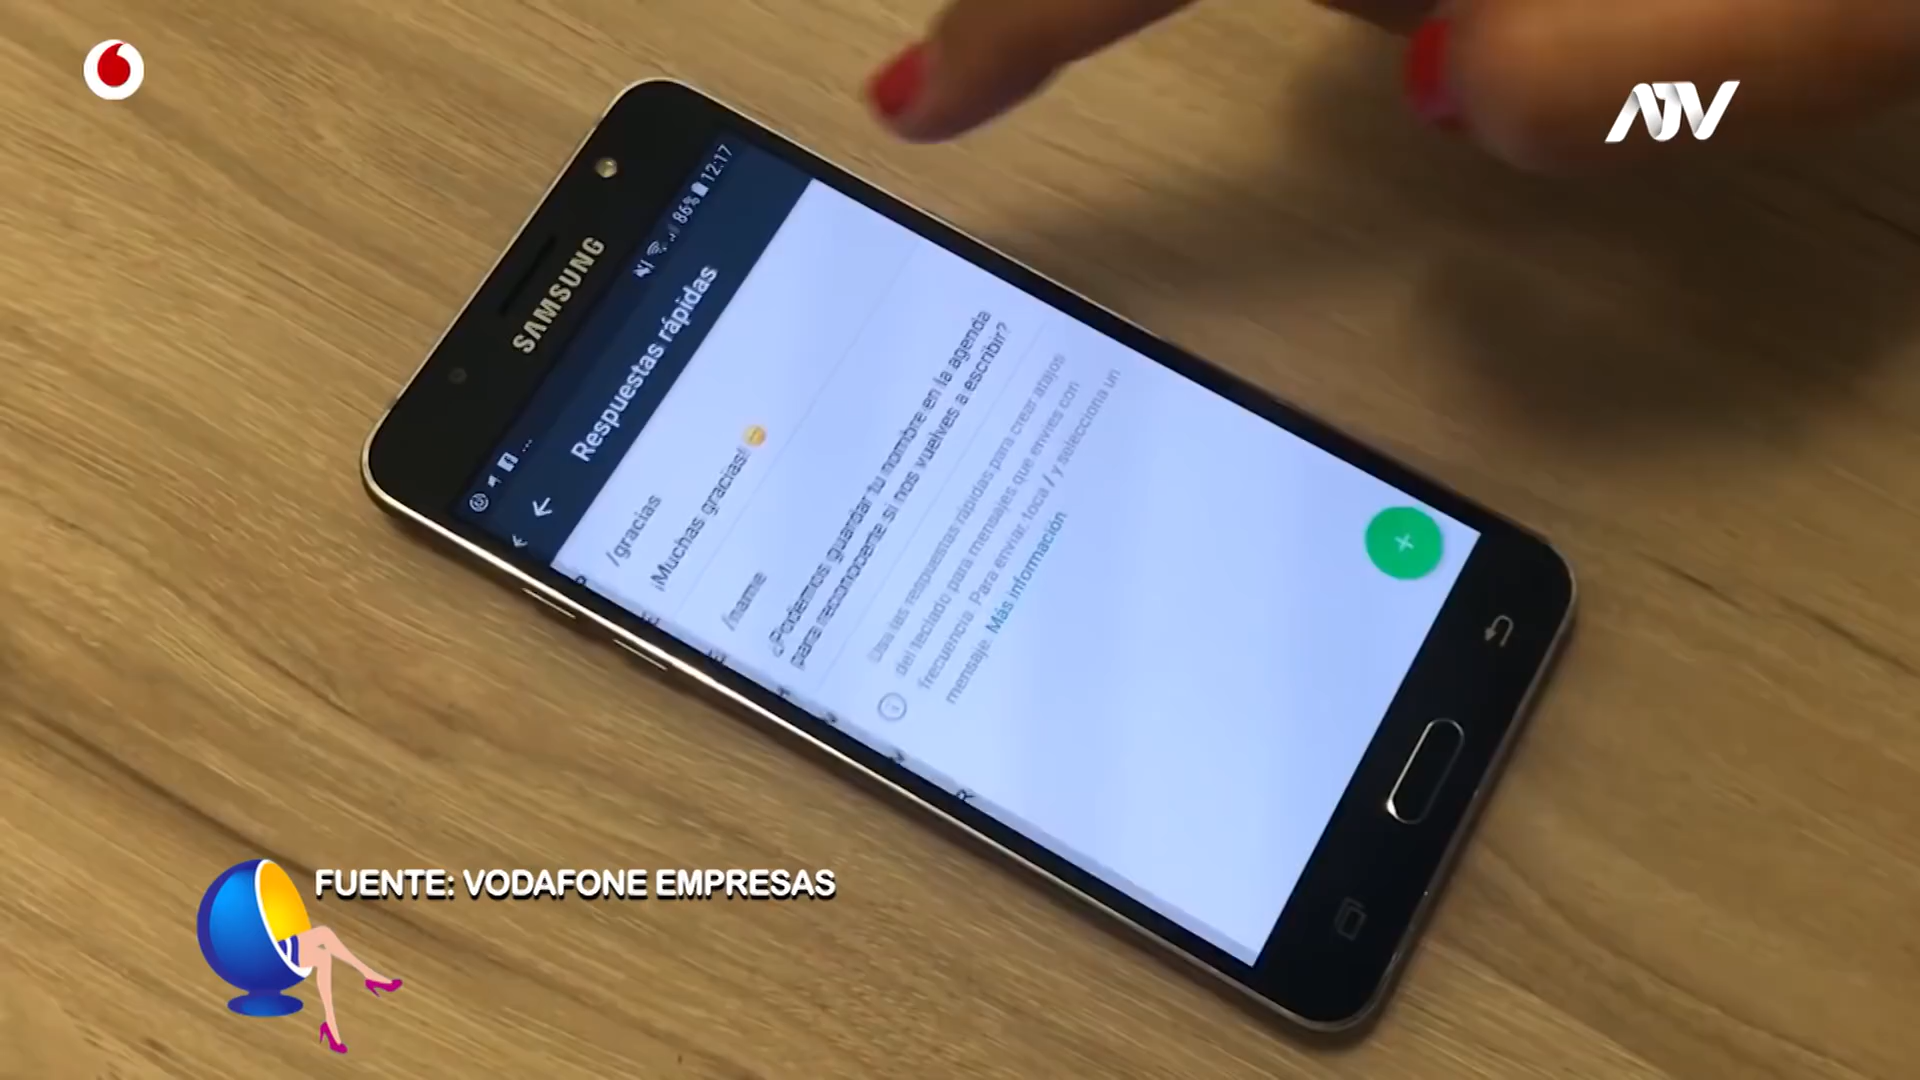 ATV
SAMSUNG
86% 12:17
Respuestas rápidas
/gracias
¡Muchas gracias!
/name
¿Podemos guardar tu nombre en la agenda
para reconocerte si nos vuelves a escribir?
Usa las respuestas rápidas para crear atajos
del teclado para mensajes que envíes con
frecuencia. Para enviar, toca / y selecciona un
mensaje. Más información
FUENTE: VODAFONE EMPRESAS